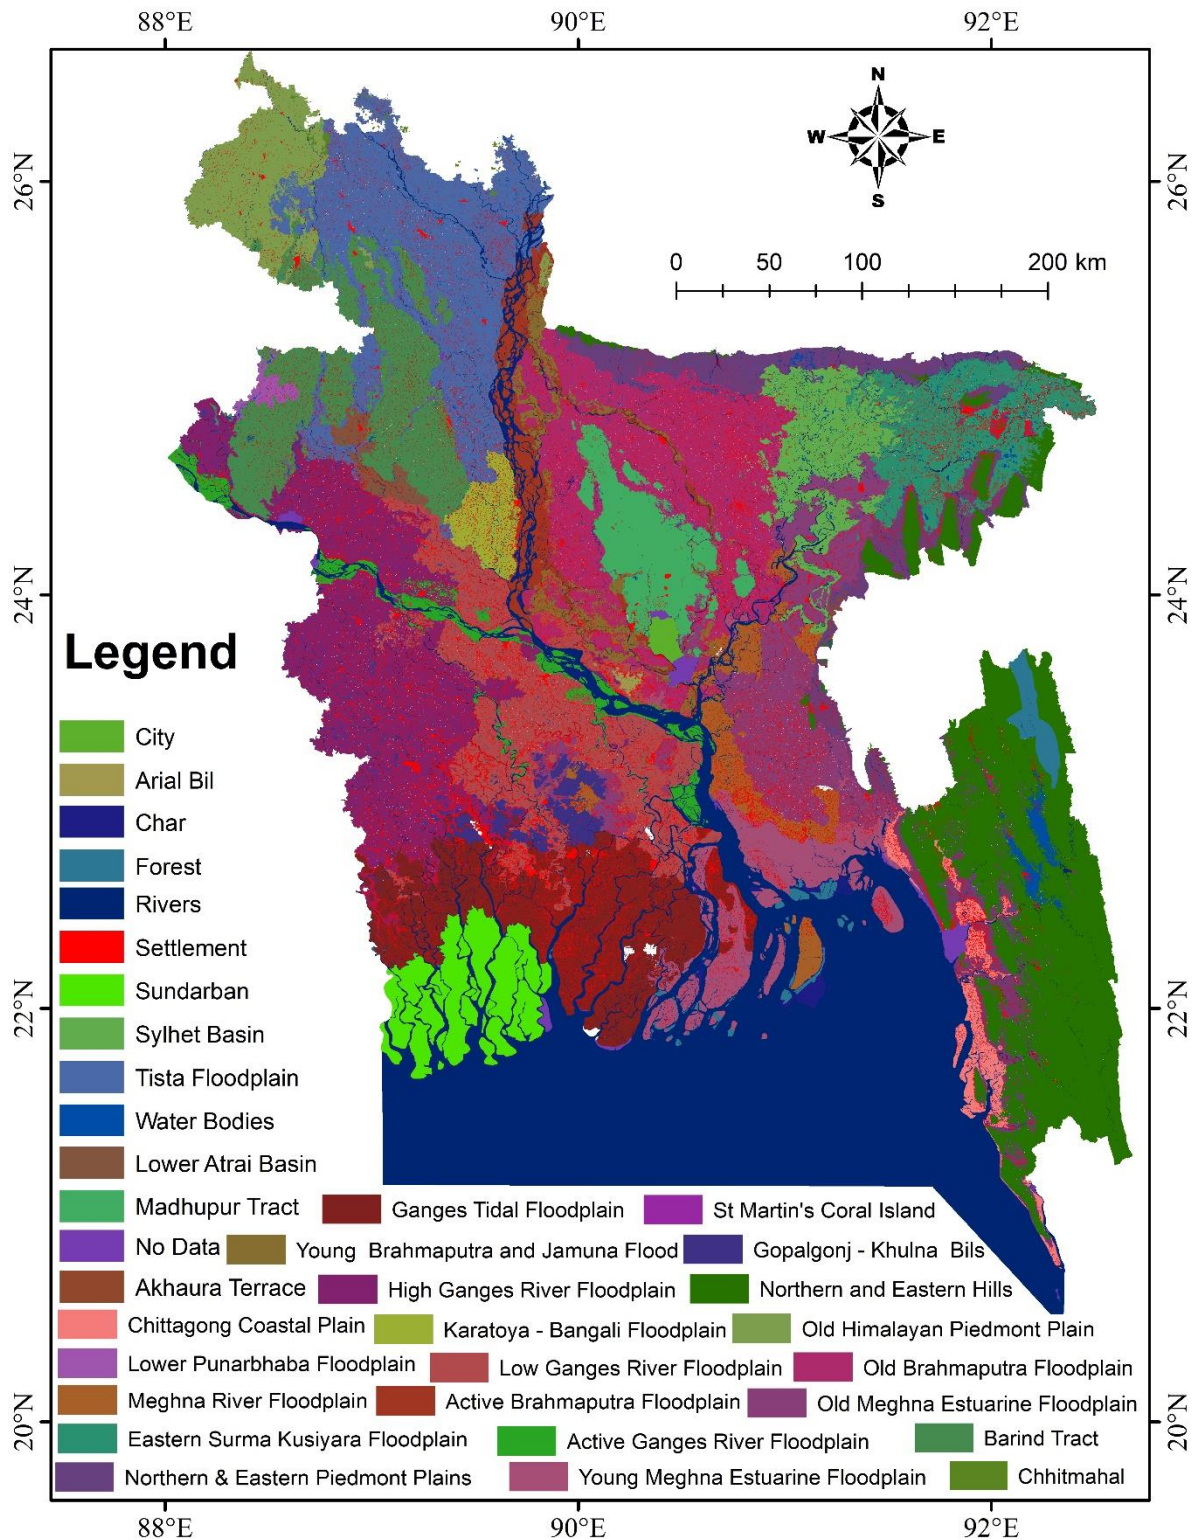 88°E 90°E 92°E
N
W E
S
26°N 26°N
0 50 100 200 km
24°N 24°N
Legend
City
Arial Bil
Char
Forest
Rivers
Settlement
Sundarban
22°N 22°N
Sylhet Basin
Tista Floodplain
Water Bodies
Lower Atrai Basin
Madhupur Tract Ganges Tidal Floodplain St Martin's Coral Island
No Data Young Brahmaputra and Jamuna Flood Gopalgonj - Khulna Bils
Akhaura Terrace High Ganges River Floodplain Northern and Eastern Hills
Chittagong Coastal Plain Karatoya - Bangali Floodplain Old Himalayan Piedmont Plain
Lower Punarbhaba Floodplain Low Ganges River Floodplain Old Brahmaputra Floodplain
Meghna River Floodplain Active Brahmaputra Floodplain Old Meghna Estuarine Floodplain
20°N 20°N
Eastern Surma Kusiyara Floodplain Active Ganges River Floodplain Barind Tract
Northern & Eastern Piedmont Plains Young Meghna Estuarine Floodplain Chhitmahal
88°E 90°E 92°E